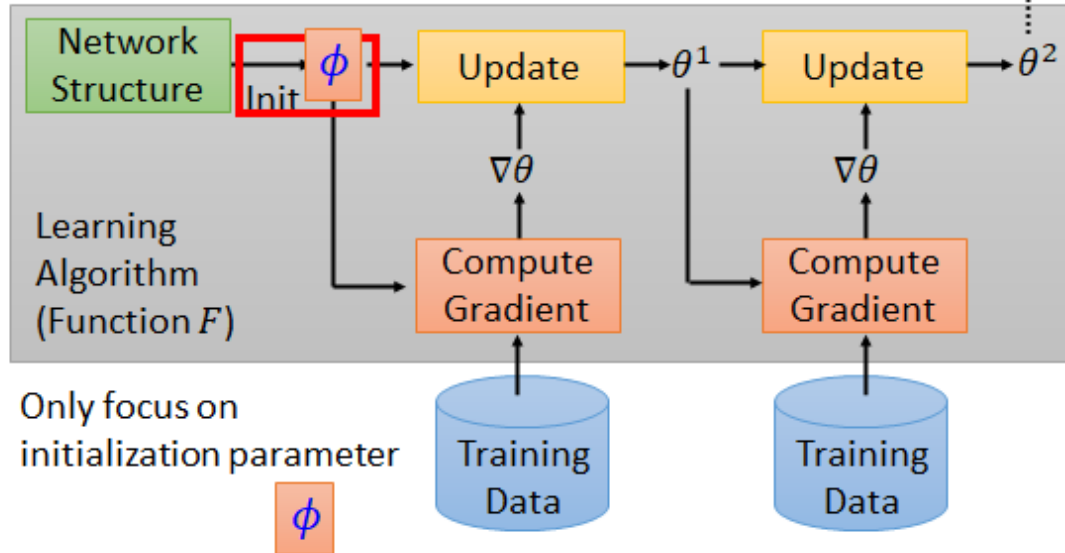 Network
Structure
Init
ϕ
Update
θ¹
Update
θ²
∇θ
∇θ
Learning
Algorithm
(Function F)
Compute
Gradient
Compute
Gradient
Only focus on
initialization parameter
ϕ
Training
Data
Training
Data